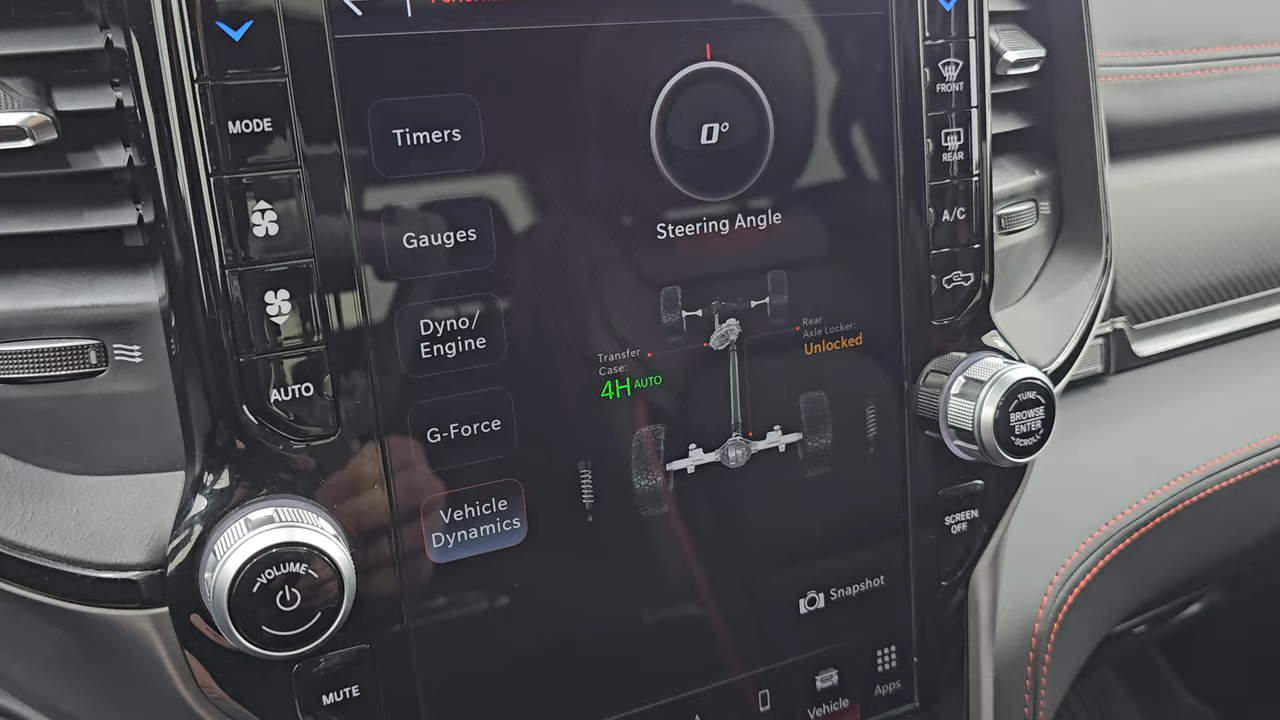 MODE
AUTO
VOLUME
MUTE
Timers
Gauges
Dyno/
Engine
G-Force
Vehicle
Dynamics
0°
Steering Angle
Transfer
Case:
4H AUTO
Rear
Axle Locker:
Unlocked
Snapshot
Vehicle
Apps
FRONT
REAR
A/C
TUNE
BROWSE
ENTER
SCROLL
SCREEN
OFF